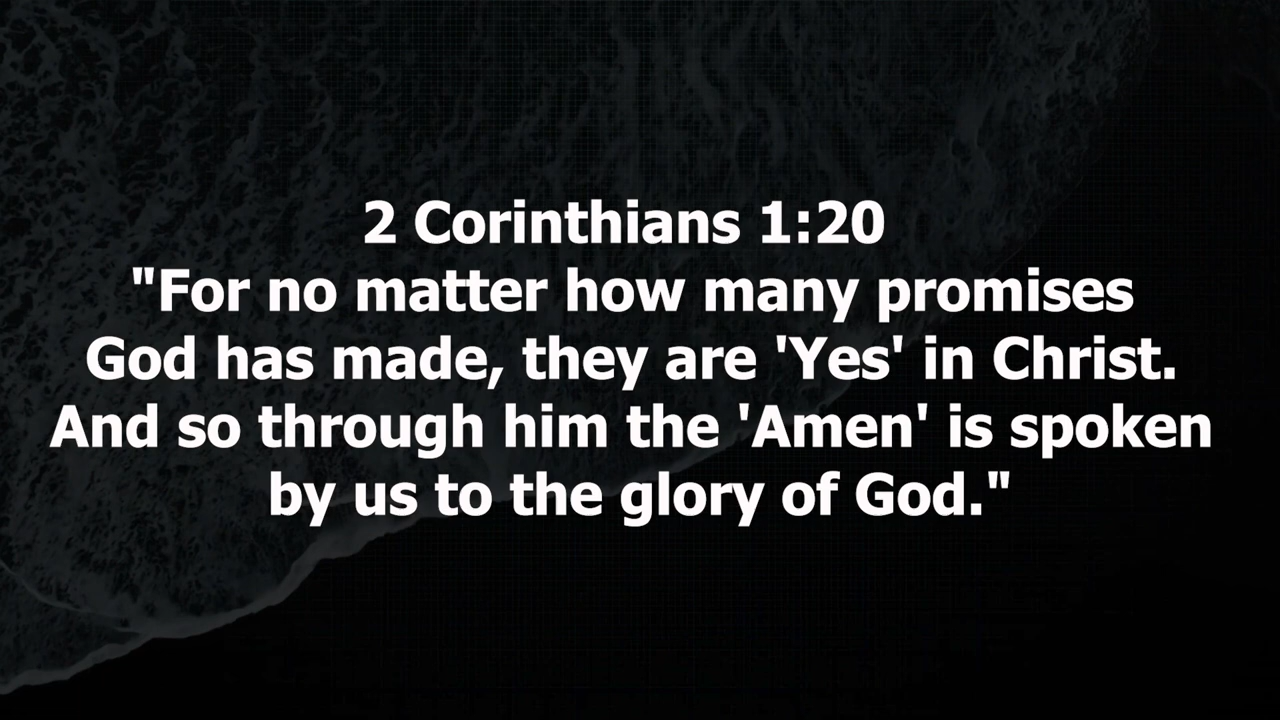 2 Corinthians 1:20
"For no matter how many promises
God has made, they are 'Yes' in Christ.
And so through him the 'Amen' is spoken
by us to the glory of God."